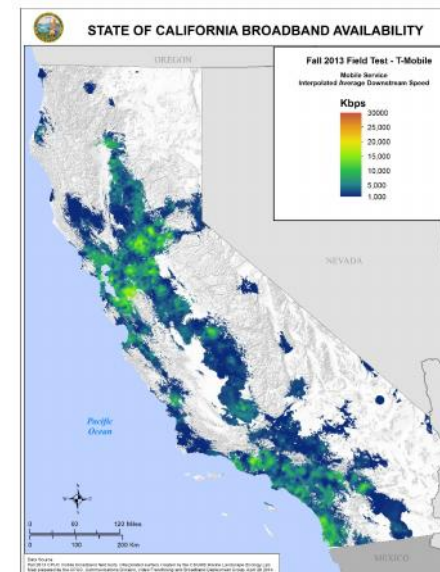 STATE OF CALIFORNIA BROADBAND AVAILABILITY
OREGON
Fall 2013 Field Test - T-Mobile
Mobile Service
Interpolated Average Downstream Speed
Kbps
30000
25,000
20,000
15,000
10,000
5,000
1,000
NEVADA
Pacific
Ocean
0 60 120 Miles
0 100 200 Km
MEXICO
Data Source